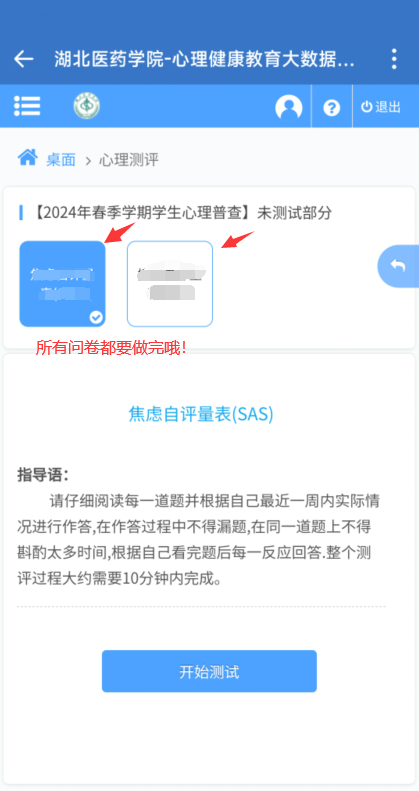 湖北医药学院-心理健康教育大数据...
退出
桌面 > 心理测评
【2024年春季学期学生心理普查】未测试部分
所有问卷都要做完哦!
焦虑自评量表(SAS)
指导语:
请仔细阅读每一道题并根据自己最近一周内实际情
况进行作答,在作答过程中不得漏题,在同一道题上不得
斟酌太多时间,根据自己看完题后每一反应回答.整个测
评过程大约需要10分钟内完成。
开始测试